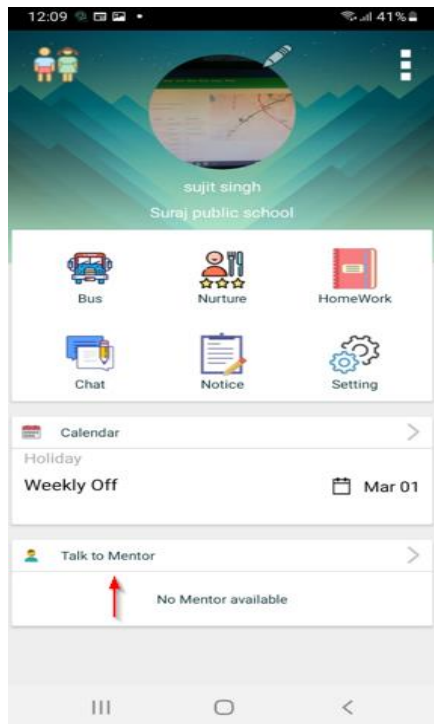 12:09 41%
sujit singh
Suraj public school
Bus Nurture HomeWork
Chat Notice Setting
Calendar
Holiday
Weekly Off Mar 01
Talk to Mentor
No Mentor available